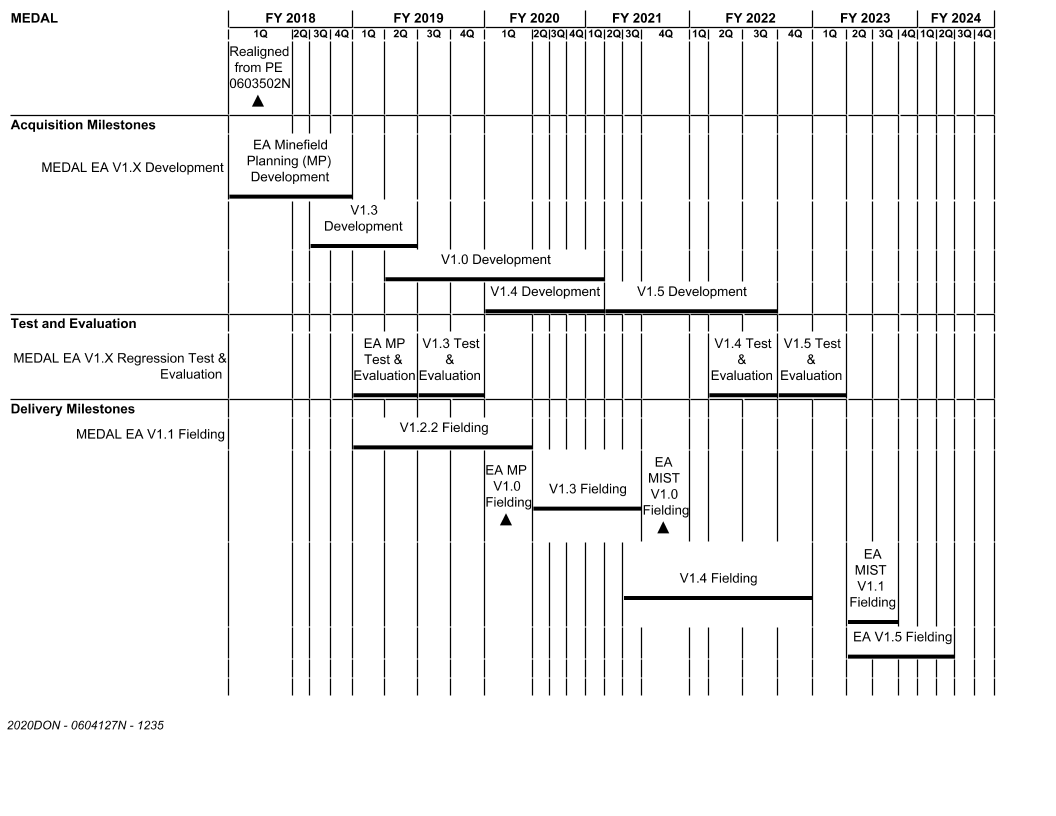 MEDAL FY 2018 FY 2019 FY 2020 FY 2021 FY 2022 FY 2023 FY 2024
1Q 2Q 3Q 4Q 1Q 2Q 3Q 4Q 1Q 2Q 3Q 4Q 1Q 2Q 3Q 4Q 1Q 2Q 3Q 4Q 1Q 2Q 3Q 4Q 1Q 2Q 3Q 4Q
Realigned
from PE
0603502N
Acquisition Milestones
MEDAL EA V1.X Development
EA Minefield
Planning (MP)
Development
V1.3
Development
V1.0 Development
V1.4 Development
V1.5 Development
Test and Evaluation
MEDAL EA V1.X Regression Test &
Evaluation
EA MP
Test &
Evaluation
V1.3 Test
&
Evaluation
V1.4 Test
&
Evaluation
V1.5 Test
&
Evaluation
Delivery Milestones
MEDAL EA V1.1 Fielding
V1.2.2 Fielding
EA MP
V1.0
Fielding
V1.3 Fielding
EA
MIST
V1.0
Fielding
V1.4 Fielding
EA
MIST
V1.1
Fielding
EA V1.5 Fielding
2020DON - 0604127N - 1235